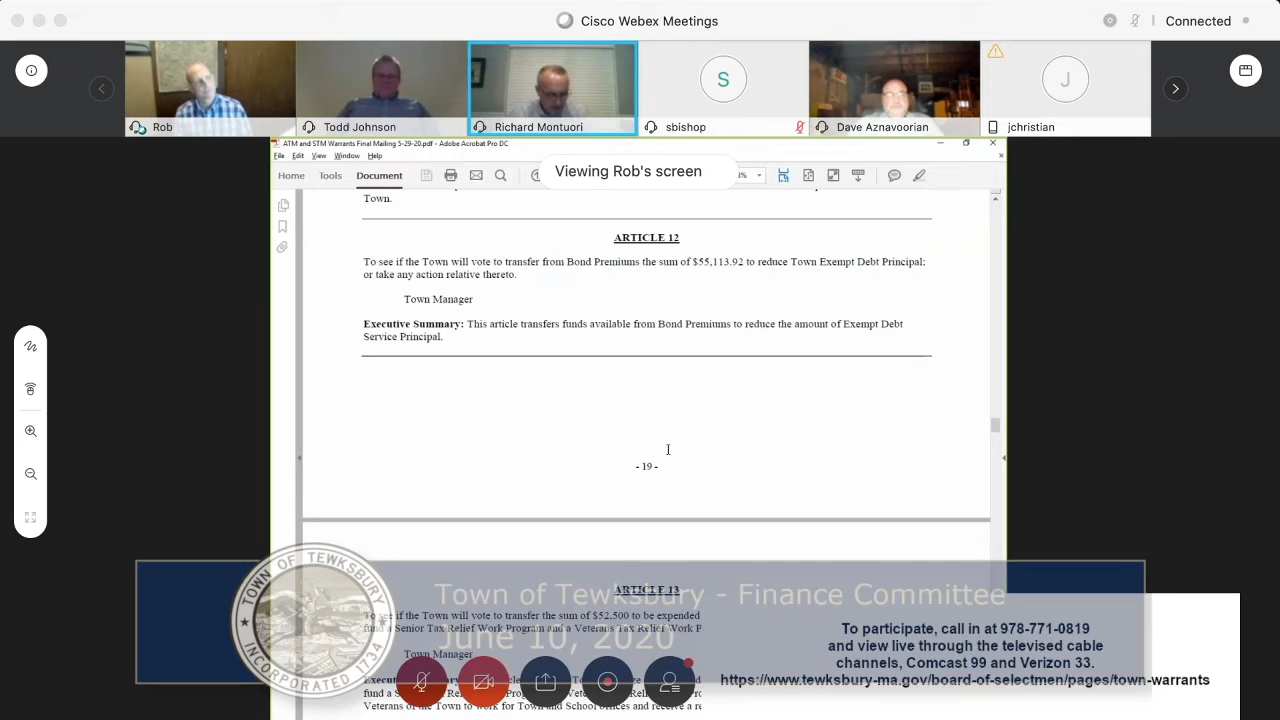 Cisco Webex Meetings
Connected
Rob
Todd Johnson
Richard Montuori
S
sbishop
Dave Aznavoorian
J
jchristian
ATM and STM Warrants Final Mailing 5-29-20.pdf - Adobe Acrobat Pro DC
File Edit View Window Help
Viewing Rob's screen
Home Tools Document
Town.
ARTICLE 12
To see if the Town will vote to transfer from Bond Premiums the sum of $55,113.92 to reduce Town Exempt Debt Principal;
or take any action relative thereto.
Town Manager
Executive Summary: This article transfers funds available from Bond Premiums to reduce the amount of Exempt Debt
Service Principal.
- 19 -
ARTICLE 13
Town of Tewksbury - Finance Committee
June 10, 2020
TOWN OF TEWKSBURY
INCORPORATED 1734
To see if the Town will vote to transfer the sum of $52,500 to be expended
fund a Senior Tax Relief Work Program and a Veterans Tax Relief Work P
Town Manager
fund a Senior Tax Relief Work
Veterans of the Town to work for Town and School offices and receive a re
To participate, call in at 978-771-0819
and view live through the televised cable
channels, Comcast 99 and Verizon 33.
https://www.tewksbury-ma.gov/board-of-selectmen/pages/town-warrants